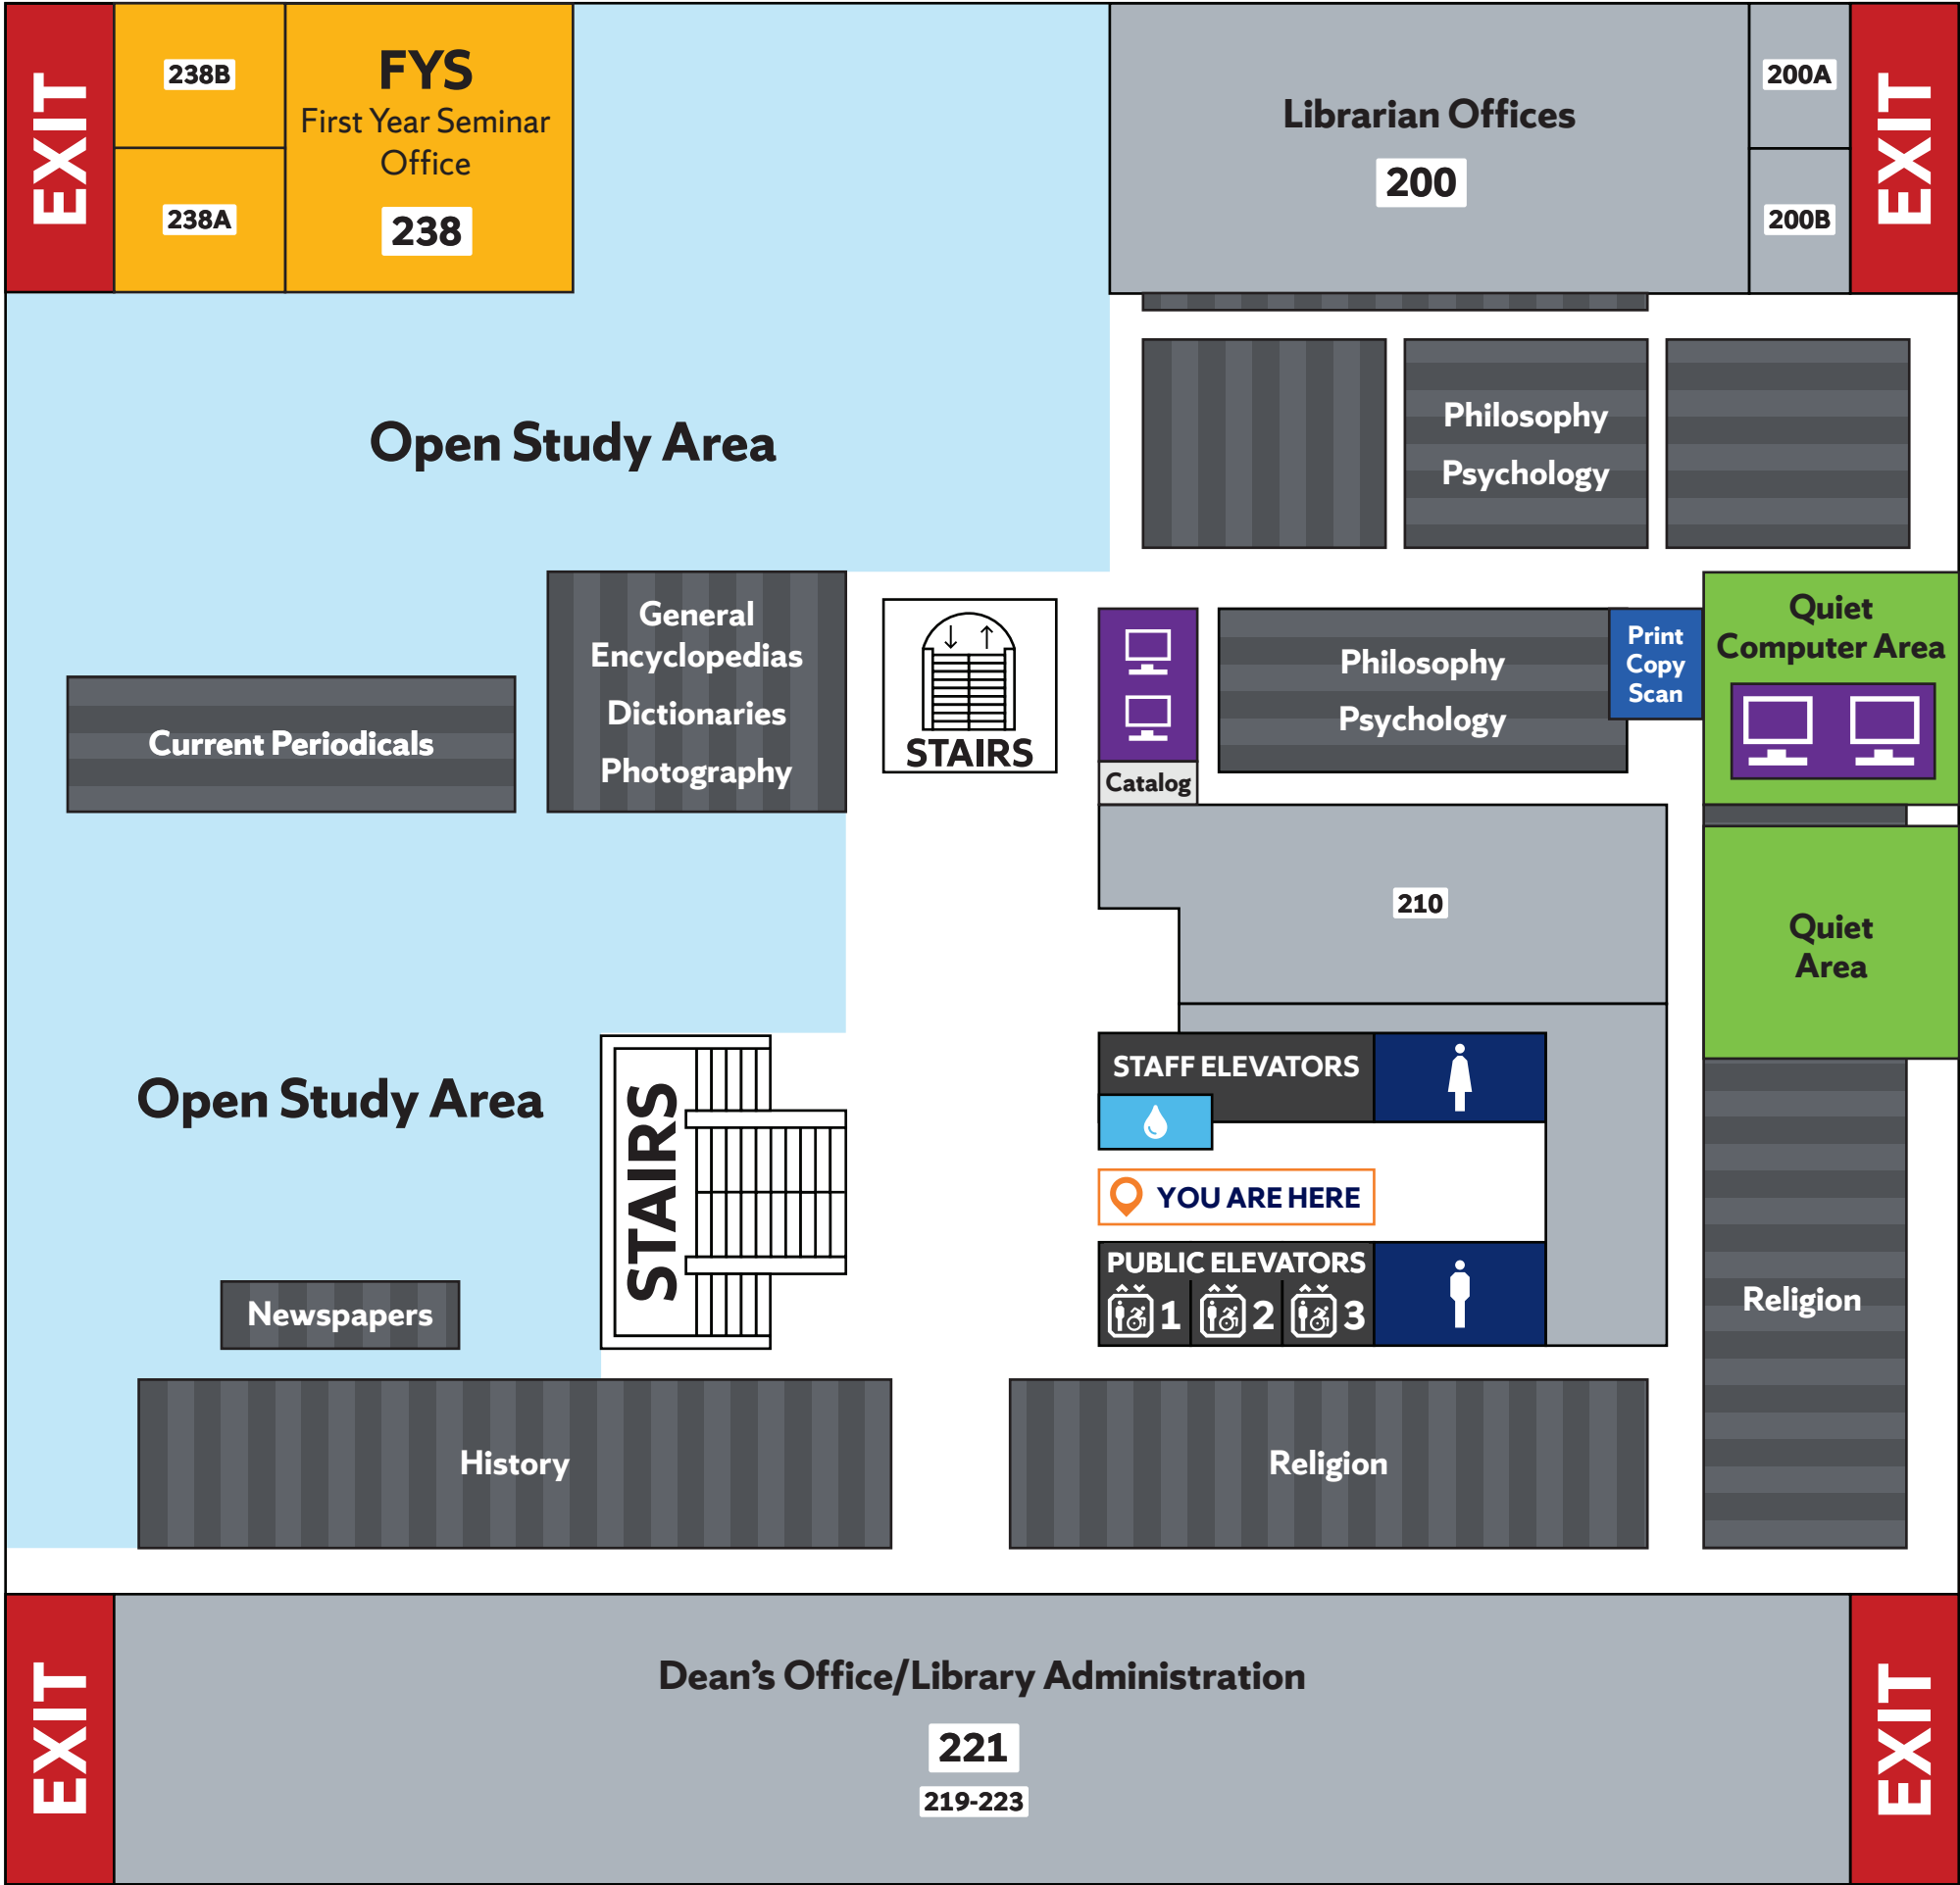 EXIT
238B
238A
FYS
First Year Seminar
Office
238
Librarian Offices
200
200A
200B
EXIT
Open Study Area
Philosophy
Psychology
General
Encyclopedias
Dictionaries
Photography
Current Periodicals
STAIRS
Catalog
Philosophy
Psychology
Print
Copy
Scan
Quiet
Computer Area
210
Quiet
Area
Open Study Area
STAIRS
STAFF ELEVATORS
YOU ARE HERE
PUBLIC ELEVATORS
1 2 3
Newspapers
Religion
History
Religion
EXIT
Dean’s Office/Library Administration
221
219-223
EXIT